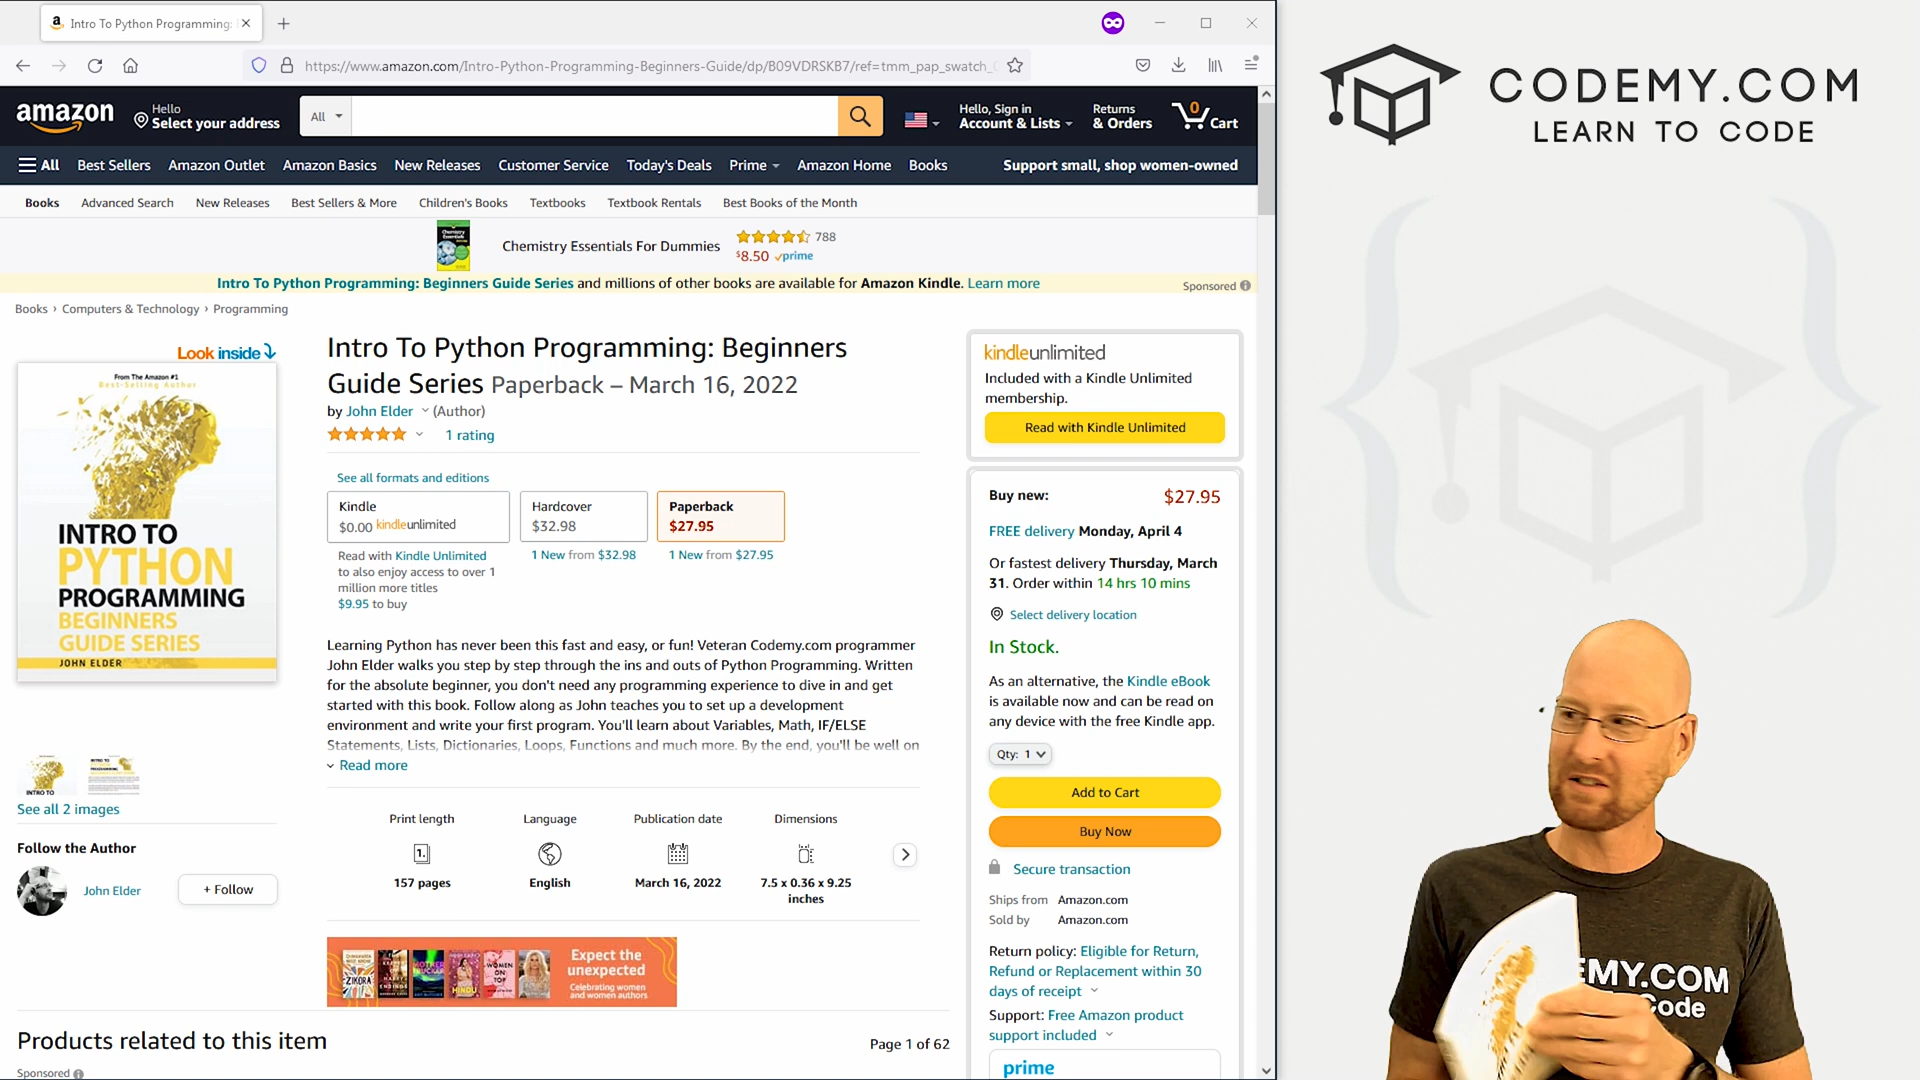 Intro To Python Programming:
https://www.amazon.com/Intro-Python-Programming-Beginners-Guide/dp/B09VDRSKB7/ref=tmm_pap_swatch_
amazon
Hello
Select your address
All
Hello, Sign in
Account & Lists
Returns
& Orders
0
Cart
All
Best Sellers
Amazon Outlet
Amazon Basics
New Releases
Customer Service
Today's Deals
Prime
Amazon Home
Books
Support small, shop women-owned
Books
Advanced Search
New Releases
Best Sellers & More
Children's Books
Textbooks
Textbook Rentals
Best Books of the Month
Chemistry Essentials For Dummies
788
$8.50 prime
Intro To Python Programming: Beginners Guide Series and millions of other books are available for Amazon Kindle. Learn more
Sponsored
Books › Computers & Technology › Programming
Look inside
From The Amazon #1
Best-Selling Author
INTRO TO
PYTHON
PROGRAMMING
BEGINNERS
GUIDE SERIES
JOHN ELDER
INTRO TO
See all 2 images
Follow the Author
John Elder
+ Follow
Intro To Python Programming: Beginners
Guide Series Paperback – March 16, 2022
by John Elder (Author)
1 rating
See all formats and editions
Kindle
$0.00 kindleunlimited
Read with Kindle Unlimited
to also enjoy access to over 1
million more titles
$9.95 to buy
Hardcover
$32.98
1 New from $32.98
Paperback
$27.95
1 New from $27.95
Learning Python has never been this fast and easy, or fun! Veteran Codemy.com programmer
John Elder walks you step by step through the ins and outs of Python Programming. Written
for the absolute beginner, you don't need any programming experience to dive in and get
started with this book. Follow along as John teaches you to set up a development
environment and write your first program. You'll learn about Variables, Math, IF/ELSE
Statements, Lists, Dictionaries, Loops, Functions and much more. By the end, you'll be well on
Read more
Print length
157 pages
Language
English
Publication date
March 16, 2022
Dimensions
7.5 x 0.36 x 9.25
inches
ZIKORA
HINDU
WOMEN
ON
TOP
Expect the
unexpected
Celebrating women
and women authors
Products related to this item
Page 1 of 62
Sponsored
kindleunlimited
Included with a Kindle Unlimited
membership.
Read with Kindle Unlimited
Buy new:
$27.95
FREE delivery Monday, April 4
Or fastest delivery Thursday, March
31. Order within 14 hrs 10 mins
Select delivery location
In Stock.
As an alternative, the Kindle eBook
is available now and can be read on
any device with the free Kindle app.
Qty: 1
Add to Cart
Buy Now
Secure transaction
Ships from Amazon.com
Sold by Amazon.com
Return policy: Eligible for Return,
Refund or Replacement within 30
days of receipt
Support: Free Amazon product
support included
prime
CODEMY.COM
LEARN TO CODE
EMY.COM
Code